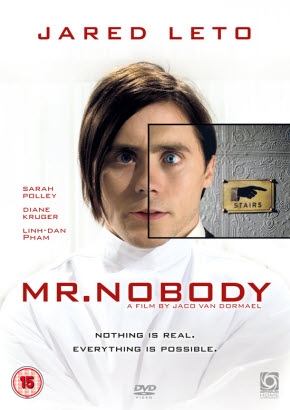 JARED LETO
STAIRS
SARAH
POLLEY
DIANE
KRUGER
LINH-DAN
PHAM
MR.NOBODY
A FILM BY JACO VAN DORMAEL
NOTHING IS REAL.
EVERYTHING IS POSSIBLE.
15
DVD
VIDEO